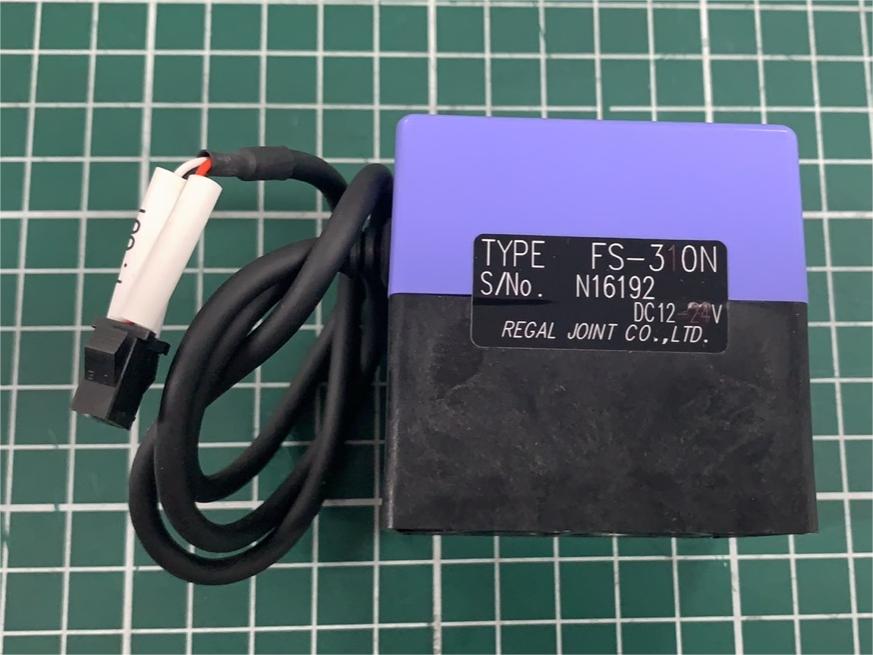 TYPE FS-310N
S/No. N16192
DC12-24V
REGAL JOINT CO.,LTD.